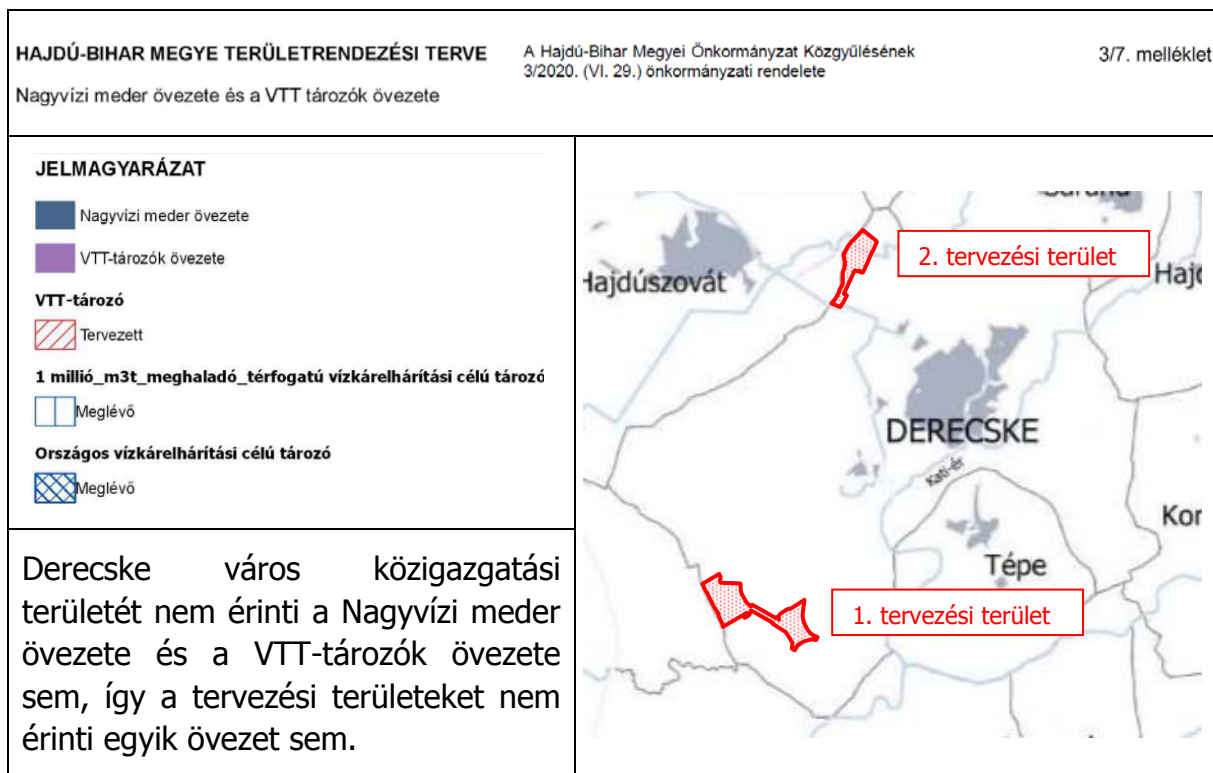 HAJDÚ-BIHAR MEGYE TERÜLETRENDEZÉSI TERVE
Nagyvízi meder övezete és a VTT tározók övezete
A Hajdú-Bihar Megyei Önkormányzat Közgyűlésének
3/2020. (VI. 29.) önkormányzati rendelete
3/7. melléklet
JELMAGYARÁZAT
Nagyvízi meder övezete
VTT-tározók övezete
VTT-tározó
Tervezett
1 millió_m3t_meghaladó_térfogatú vízkárelhárítási célú tározó
Meglévő
Országos vízkárelhárítási célú tározó
Meglévő
Derecske város közigazgatási
területét nem érinti a Nagyvízi meder
övezete és a VTT-tározók övezete
sem, így a tervezési területeket nem
érinti egyik övezet sem.
2. tervezési terület
Hajdúszovát
Hajd
DERECSKE
Kati-ér
Kor
Tépe
1. tervezési terület